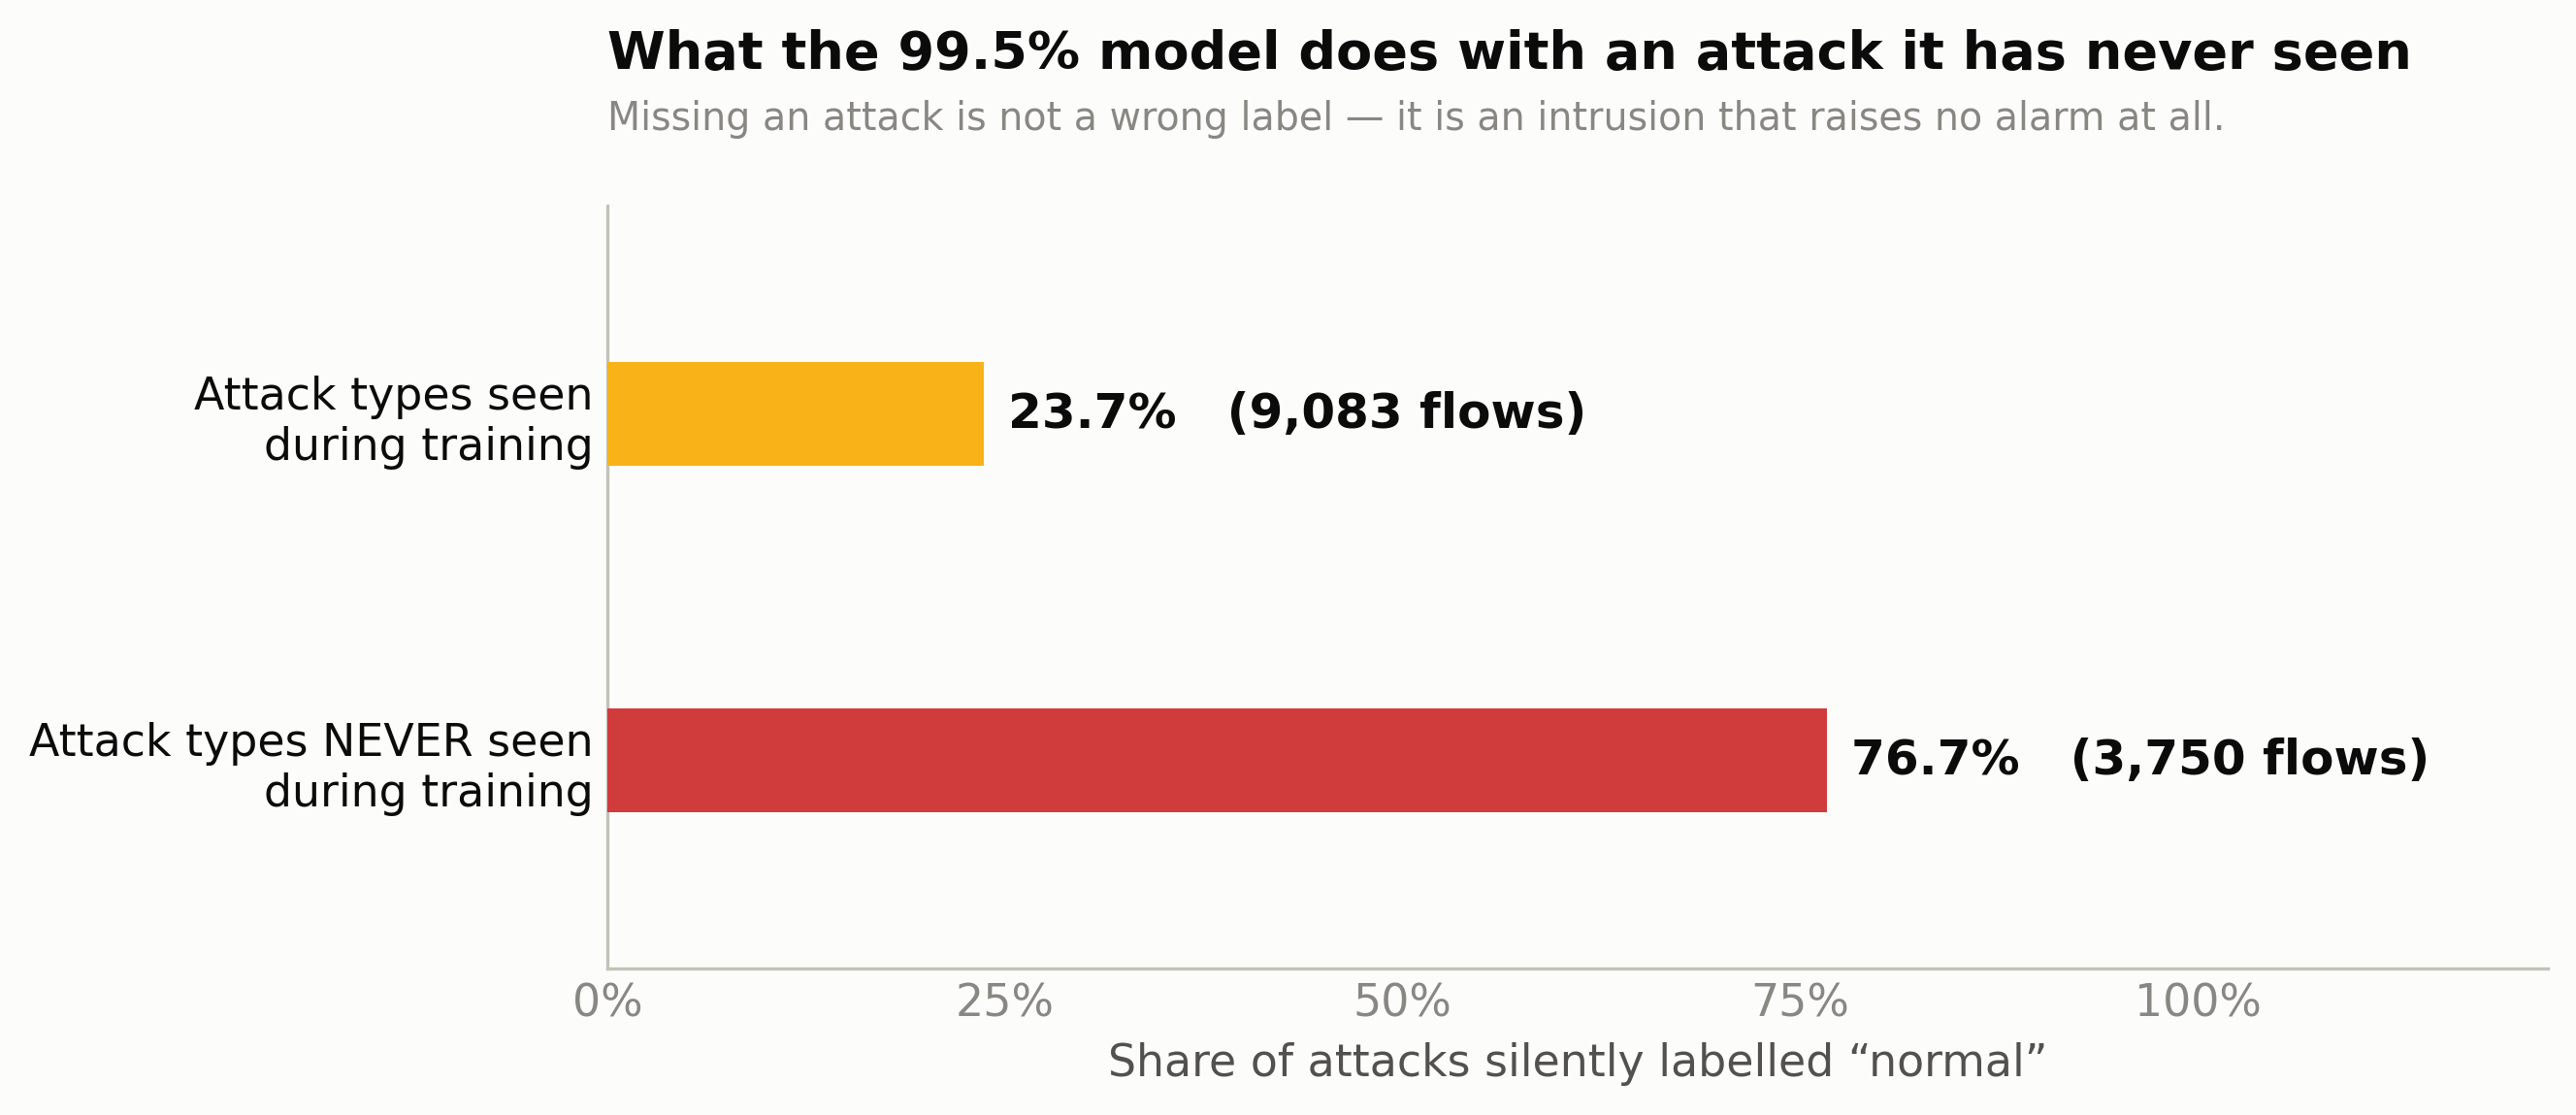 What the 99.5% model does with an attack it has never seen
Missing an attack is not a wrong label — it is an intrusion that raises no alarm at all.
Attack types seen
during training
23.7% (9,083 flows)
Attack types NEVER seen
during training
76.7% (3,750 flows)
0% 25% 50% 75% 100%
Share of attacks silently labelled “normal”